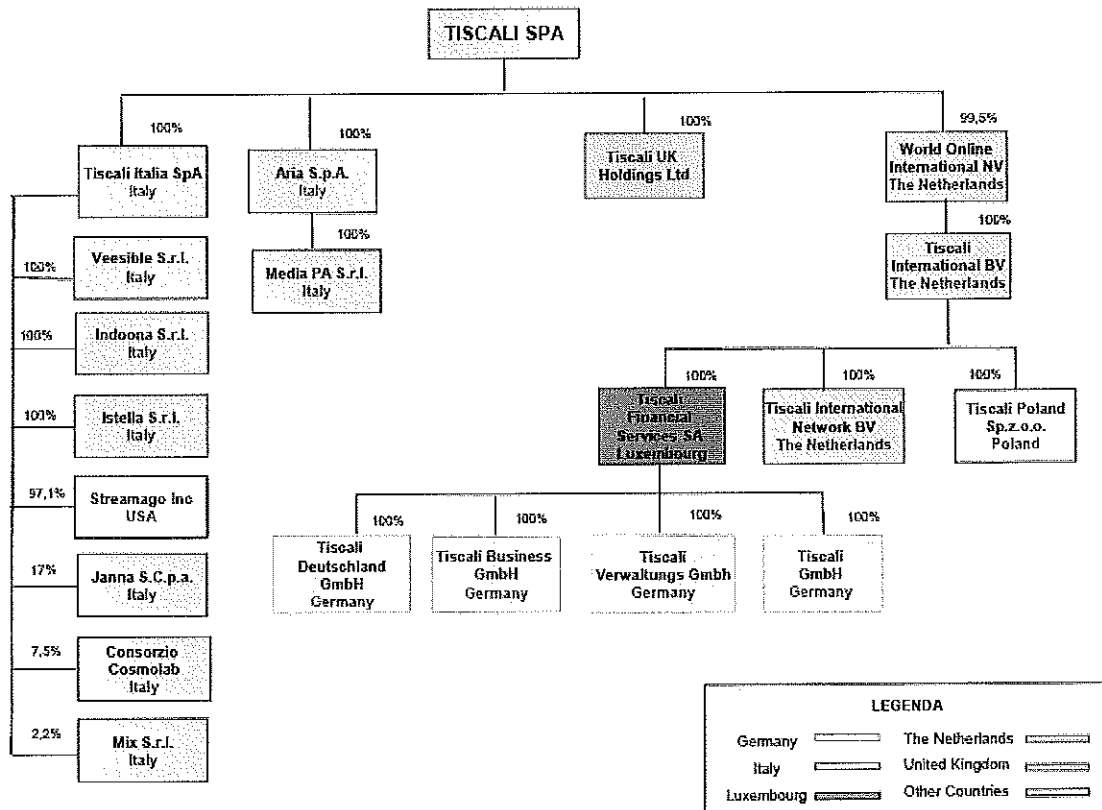 TISCALI SPA
100%
100%
100%
99,5%
Tiscali Italia SpA
Italy
Aria S.p.A.
Italy
Tiscali UK
Holdings Ltd
World Online
International NV
The Netherlands
100%
100%
100%
Veesible S.r.l.
Italy
Media PA S.r.l.
Italy
Tiscali
International BV
The Netherlands
100%
Indoona S.r.l.
Italy
100%
100%
100%
100%
Istella S.r.l.
Italy
Tiscali
Financial
Services SA
Luxembourg
Tiscali International
Network BV
The Netherlands
Tiscali Poland
Sp.z.o.o.
Poland
97,1%
Streamago Inc
USA
100%
100%
100%
100%
17%
Janna S.C.p.a.
Italy
Tiscali
Deutschland
GmbH
Germany
Tiscali Business
GmbH
Germany
Tiscali
Verwaltungs Gmbh
Germany
Tiscali
GmbH
Germany
7,5%
Consorzio
Cosmolab
Italy
2,2%
Mix S.r.l.
Italy
LEGENDA
Germany
The Netherlands
Italy
United Kingdom
Luxembourg
Other Countries